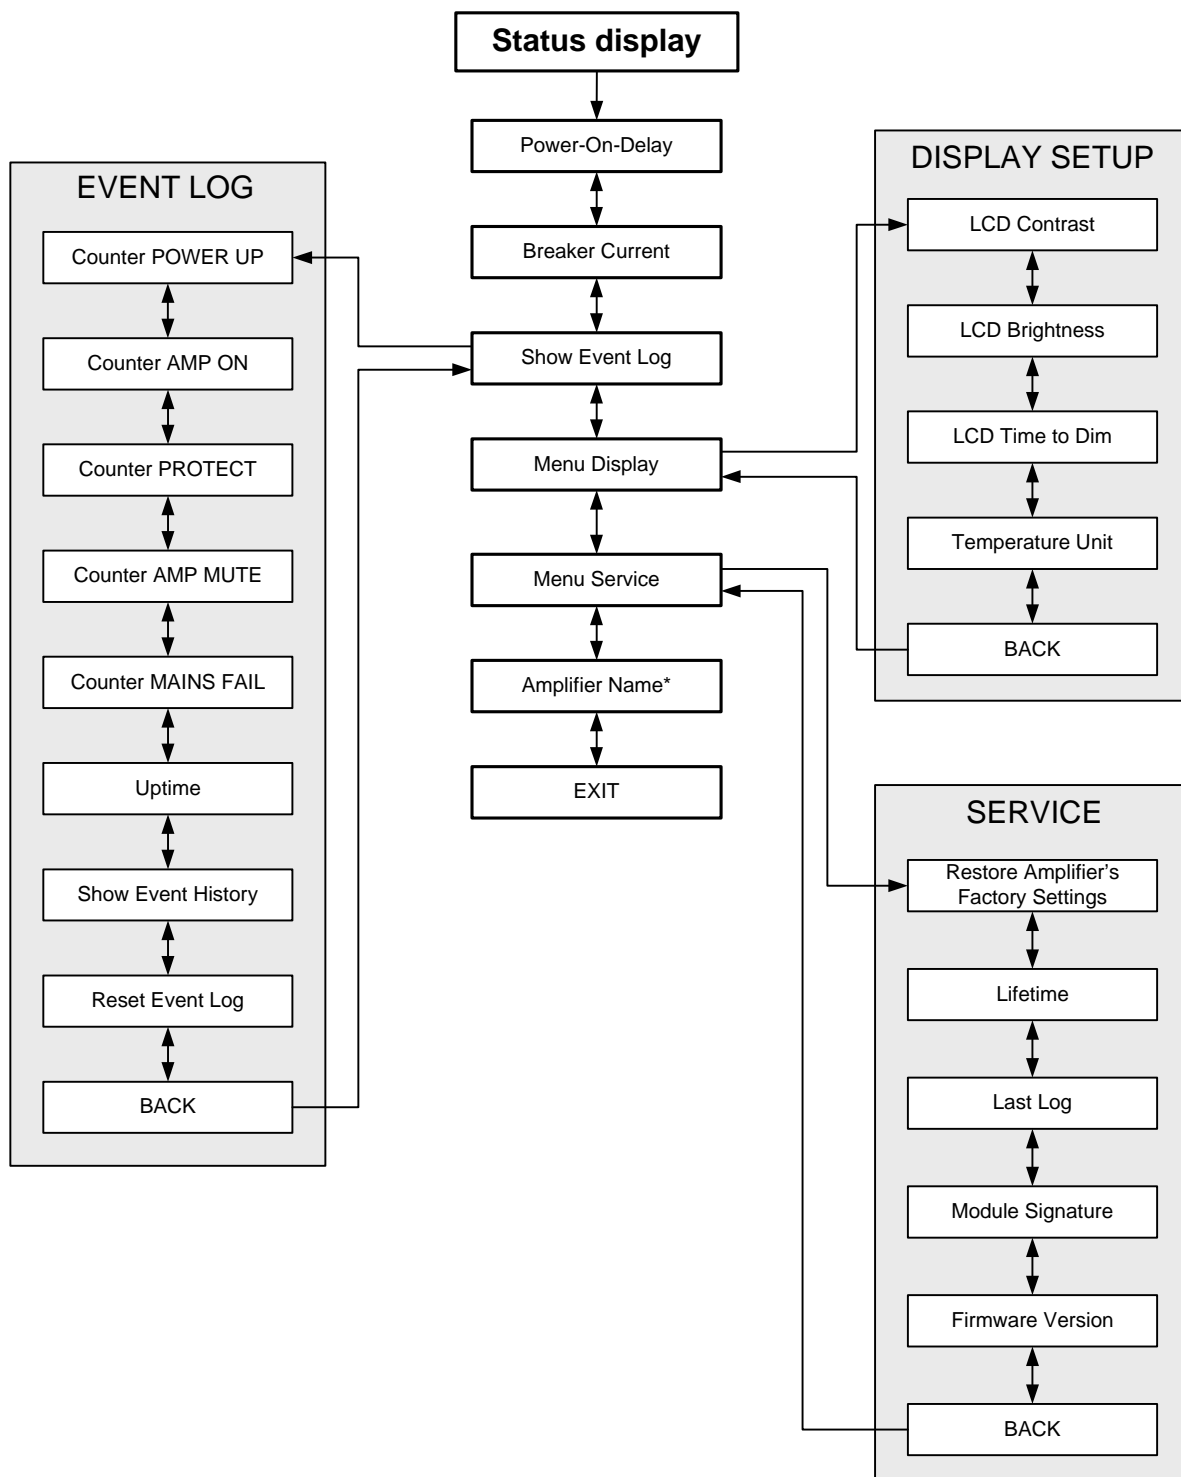 Status display
Power-On-Delay
Breaker Current
Show Event Log
Menu Display
Menu Service
Amplifier Name*
EXIT
EVENT LOG
Counter POWER UP
Counter AMP ON
Counter PROTECT
Counter AMP MUTE
Counter MAINS FAIL
Uptime
Show Event History
Reset Event Log
BACK
DISPLAY SETUP
LCD Contrast
LCD Brightness
LCD Time to Dim
Temperature Unit
BACK
SERVICE
Restore Amplifier's
Factory Settings
Lifetime
Last Log
Module Signature
Firmware Version
BACK